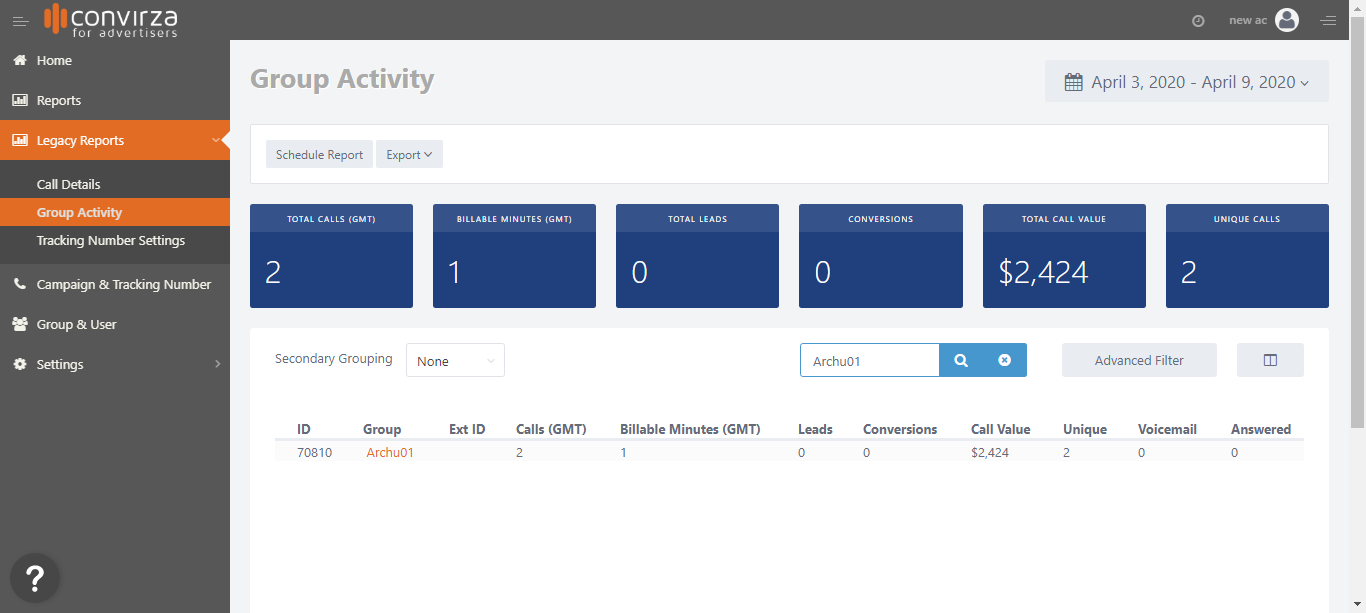 convirza
for advertisers
new ac
Home
Reports
Legacy Reports
Call Details
Group Activity
Tracking Number Settings
Campaign & Tracking Number
Group & User
Settings
?
Group Activity
April 3, 2020 - April 9, 2020
Schedule Report Export
TOTAL CALLS (GMT) BILLABLE MINUTES (GMT) TOTAL LEADS CONVERSIONS TOTAL CALL VALUE UNIQUE CALLS
2 1 0 0 $2,424 2
Secondary Grouping None Archu01 Advanced Filter
ID Group Ext ID Calls (GMT) Billable Minutes (GMT) Leads Conversions Call Value Unique Voicemail Answered
70810 Archu01 2 1 0 0 $2,424 2 0 0